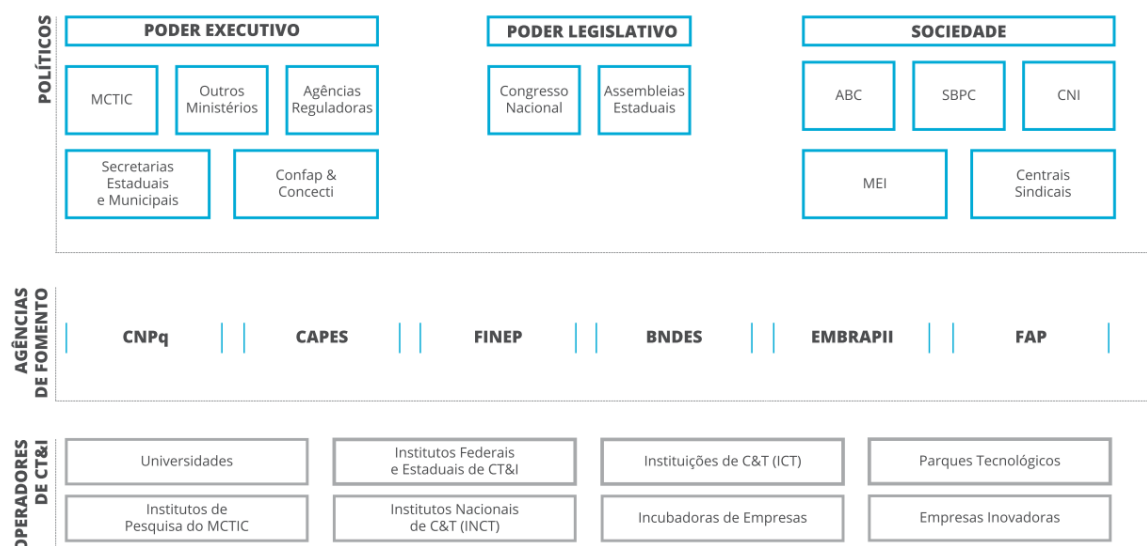 POLÍTICOS
PODER EXECUTIVO
MCTIC
Outros
Ministérios
Agências
Reguladoras
Secretarias
Estaduais
e Municipais
Confap &
Concecti
PODER LEGISLATIVO
Congresso
Nacional
Assembleias
Estaduais
SOCIEDADE
ABC
SBPC
CNI
MEI
Centrais
Sindicais
AGÊNCIAS
DE FOMENTO
CNPq
CAPES
FINEP
BNDES
EMBRAPII
FAP
OPERADORES
DE CT&I
Universidades
Institutos Federais
e Estaduais de CT&I
Instituições de C&T (ICT)
Parques Tecnológicos
Institutos de
Pesquisa do MCTIC
Institutos Nacionais
de C&T (INCT)
Incubadoras de Empresas
Empresas Inovadoras